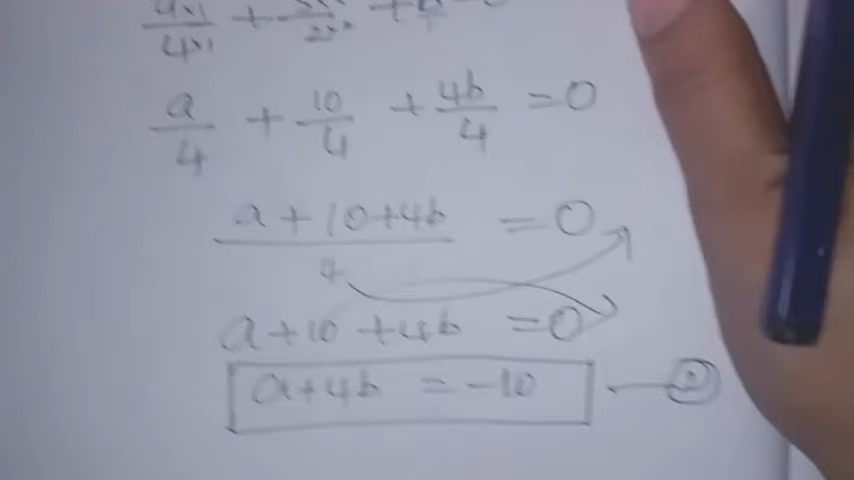 a/4 + 10/4 + 4b/4 = 0
a + 10 + 4b / 4 = 0
a + 10 + 4b = 0
a + 4b = -10